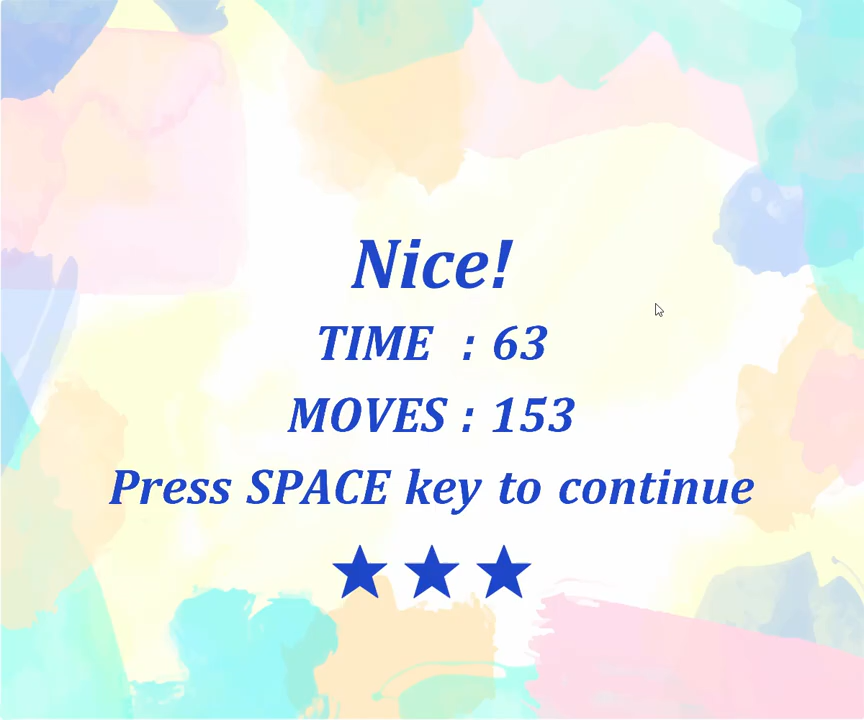 Nice!
TIME : 63
MOVES : 153
Press SPACE key to continue
★ ★ ★